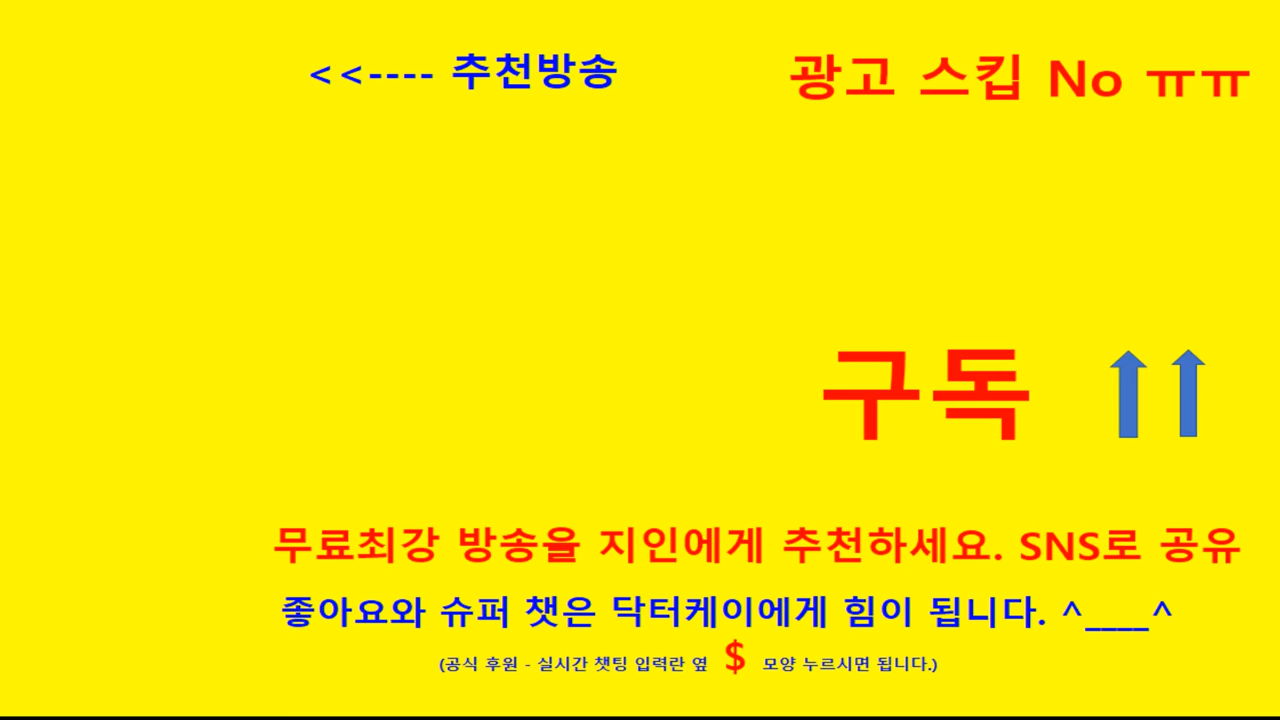 <<---- 추천방송
광고 스킵 No ㅠㅠ
구독
무료최강 방송을 지인에게 추천하세요. SNS로 공유
좋아요와 슈퍼 챗은 닥터케이에게 힘이 됩니다. ^____^
(공식 후원 - 실시간 챗팅 입력란 옆 $ 모양 누르시면 됩니다.)